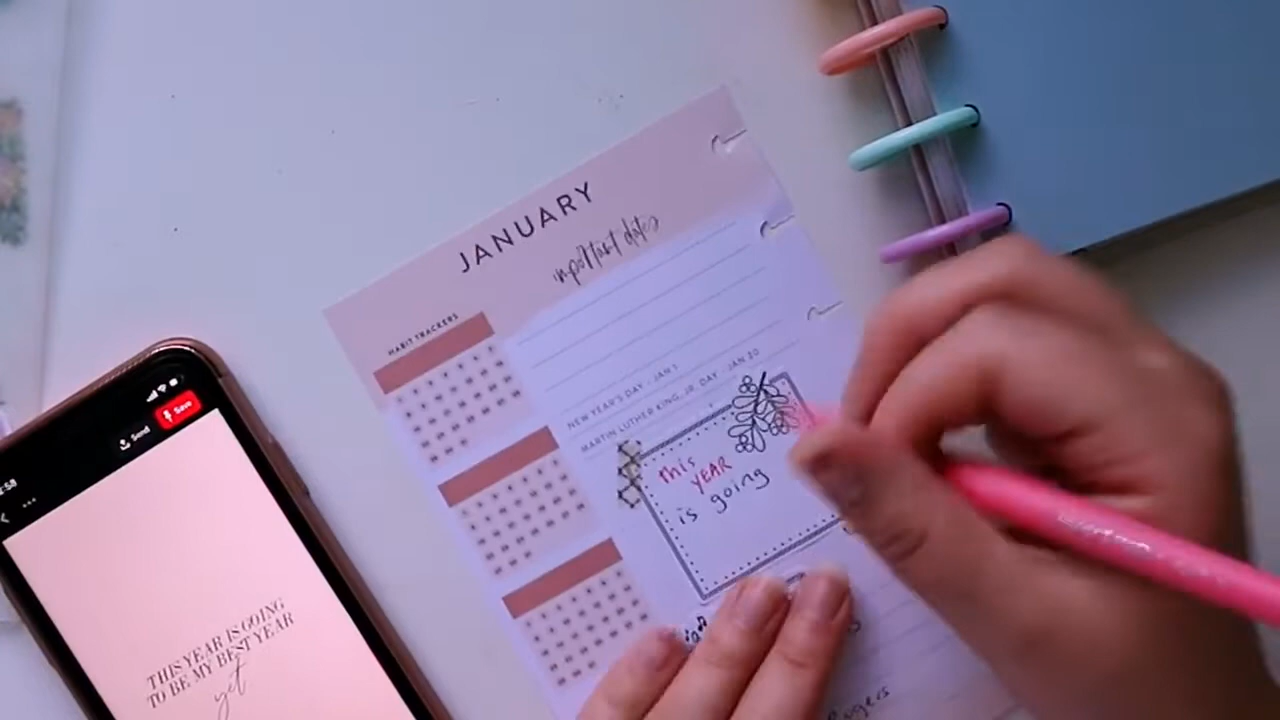 JANUARY
important dates
HABIT TRACKERS
NEW YEAR'S DAY - JAN 1
MARTIN LUTHER KING, JR. DAY - JAN 20
this
YEAR
is going
Rogers
Send
Save
THIS YEAR IS GOING
TO BE MY BEST YEAR
yet